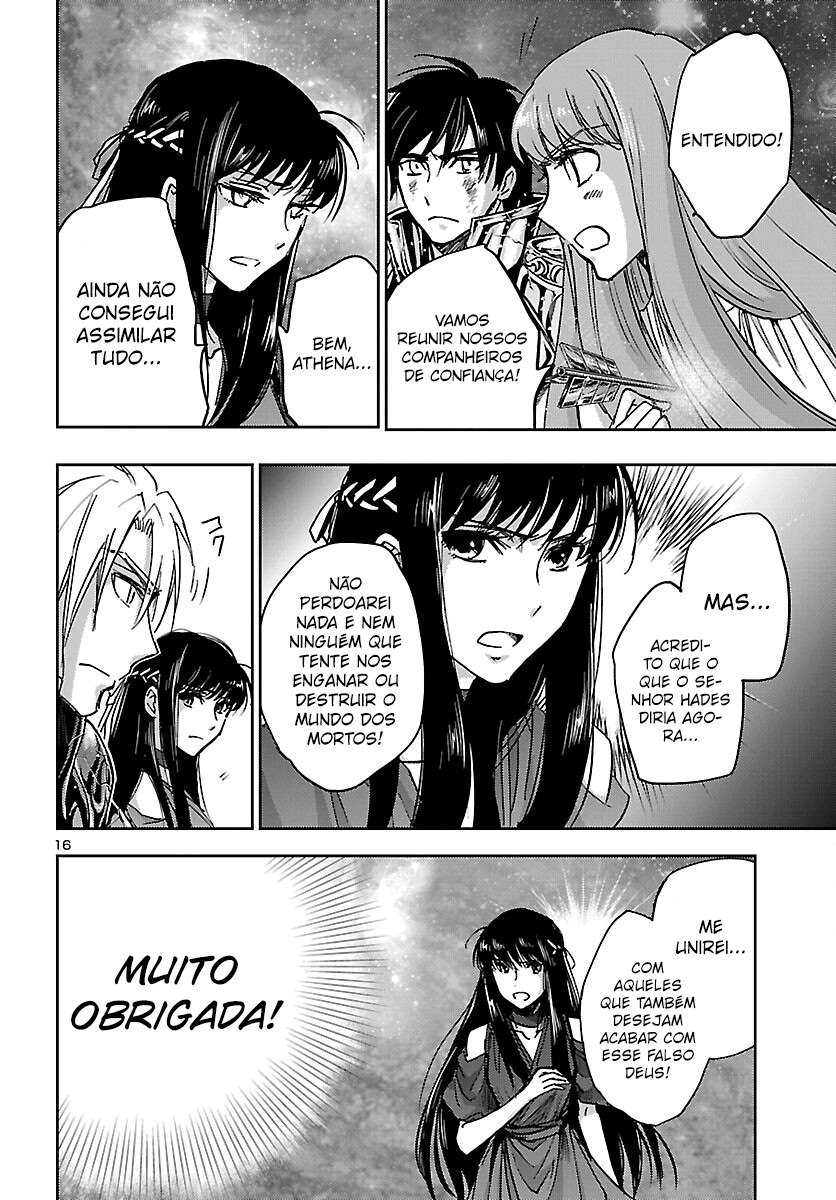 ENTENDIDO!
VAMOS
REUNIR NOSSOS
COMPANHEIROS
DE CONFIANÇA!
BEM,
ATHENA...
AINDA NÃO
CONSEGUI
ASSIMILAR
TUDO...
MAS...
ACREDI-
TO QUE O
QUE O SE-
NHOR HADES
DIRIA AGO-
RA...
NÃO
PERDOAREI
NADA E NEM
NINGUÉM QUE
TENTE NOS
ENGANAR OU
DESTRUIR O
MUNDO DOS
MORTOS!
16
ME
UNIREI...
COM
AQUELES
QUE TAMBÉM
DESEJAM
ACABAR COM
ESSE FALSO
DEUS!
MUITO
OBRIGADA!